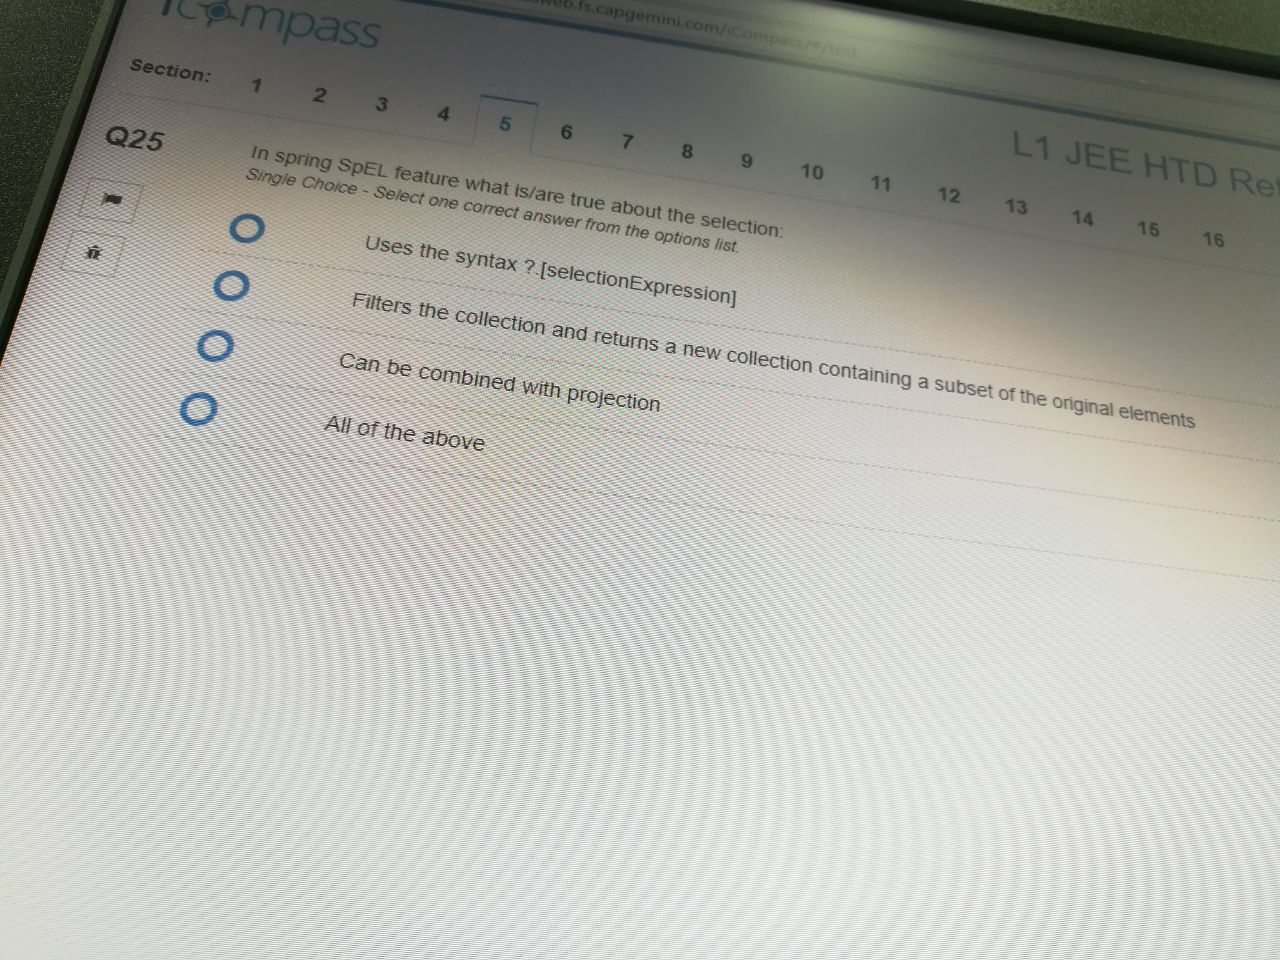 iCompass
web.fs.capgemini.com/iCompass/#/test
L1 JEE HTD Ret
Section: 1 2 3 4 5 6 7 8 9 10 11 12 13 14 15 16
Q25
In spring SpEL feature what is/are true about the selection:
Single Choice - Select one correct answer from the options list.
Uses the syntax ?.[selectionExpression]
Filters the collection and returns a new collection containing a subset of the original elements
Can be combined with projection
All of the above